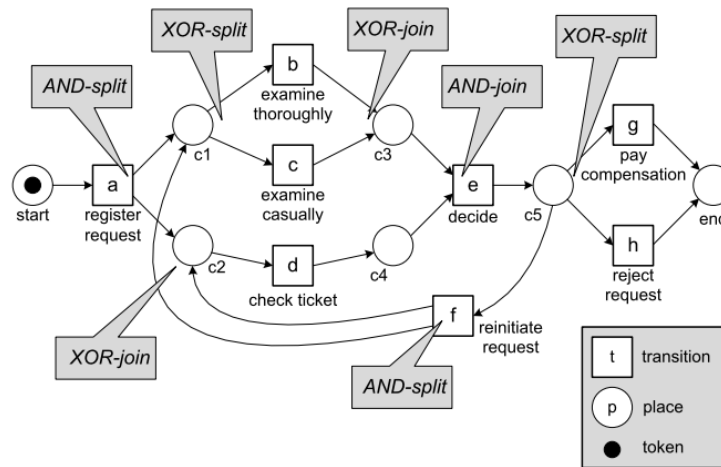 XOR-split
XOR-join
XOR-split
AND-split
b
AND-join
examine
thoroughly
g
pay
compensation
c1
c3
a
c
e
start
register
request
examine
casually
decide
c5
end
c2
d
c4
h
reject
request
check ticket
f
reinitiate
request
XOR-join
AND-split
t
transition
p
place
token